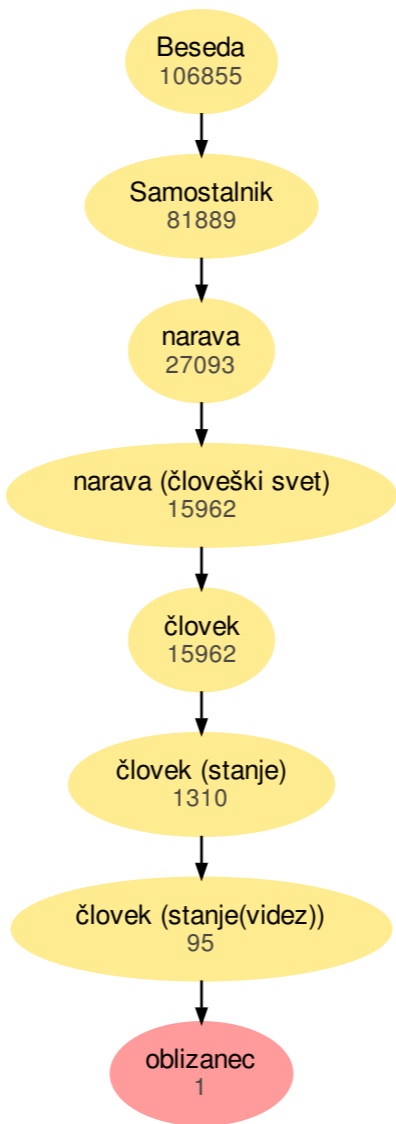 Beseda
106855
Samostalnik
81889
narava
27093
narava (človeški svet)
15962
človek
15962
človek (stanje)
1310
človek (stanje(videz))
95
oblizanec
1